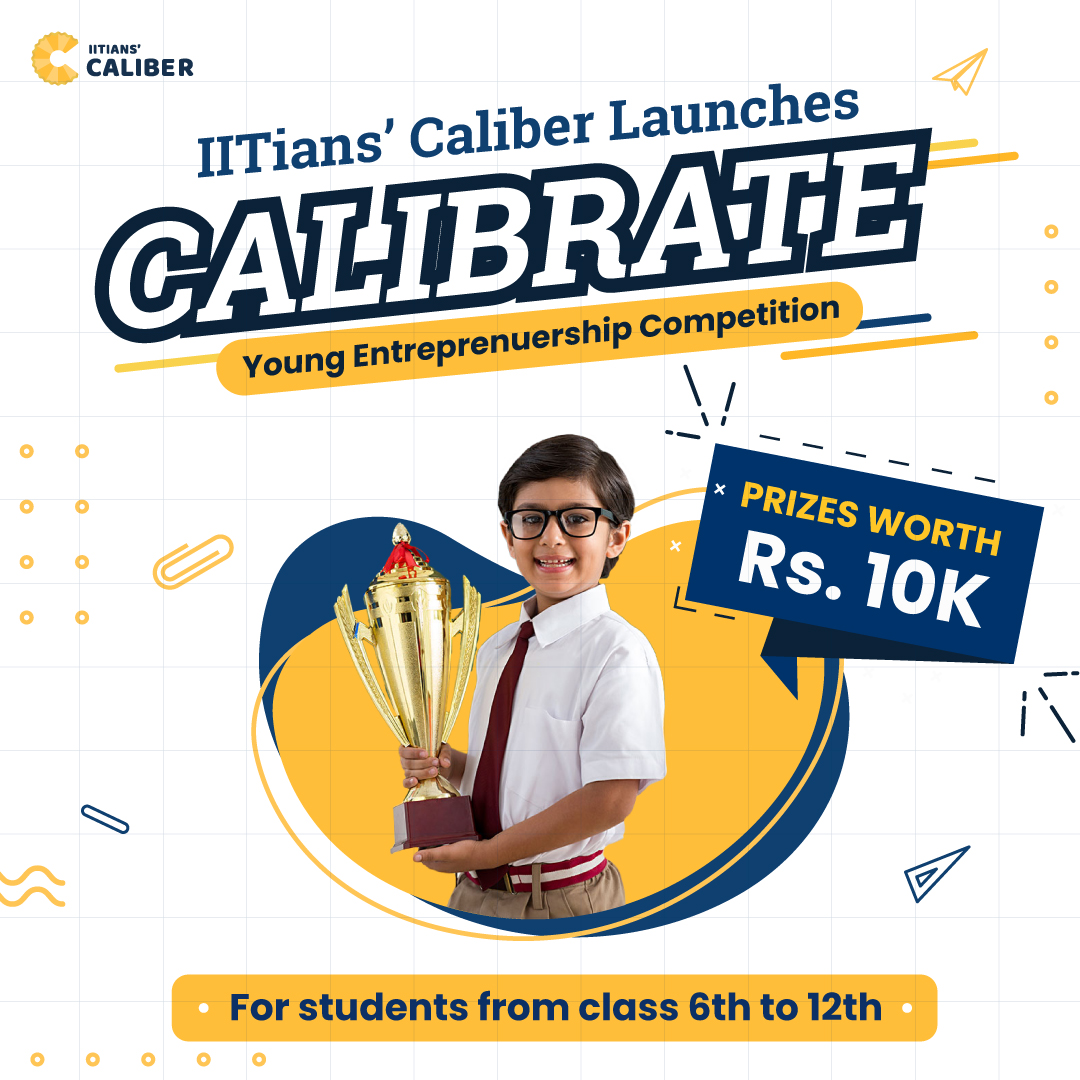 IITIANS'
CALIBER
IITians’ Caliber Launches
CALIBRATE
Young Entreprenuership Competition
PRIZES WORTH
Rs. 10K
For students from class 6th to 12th